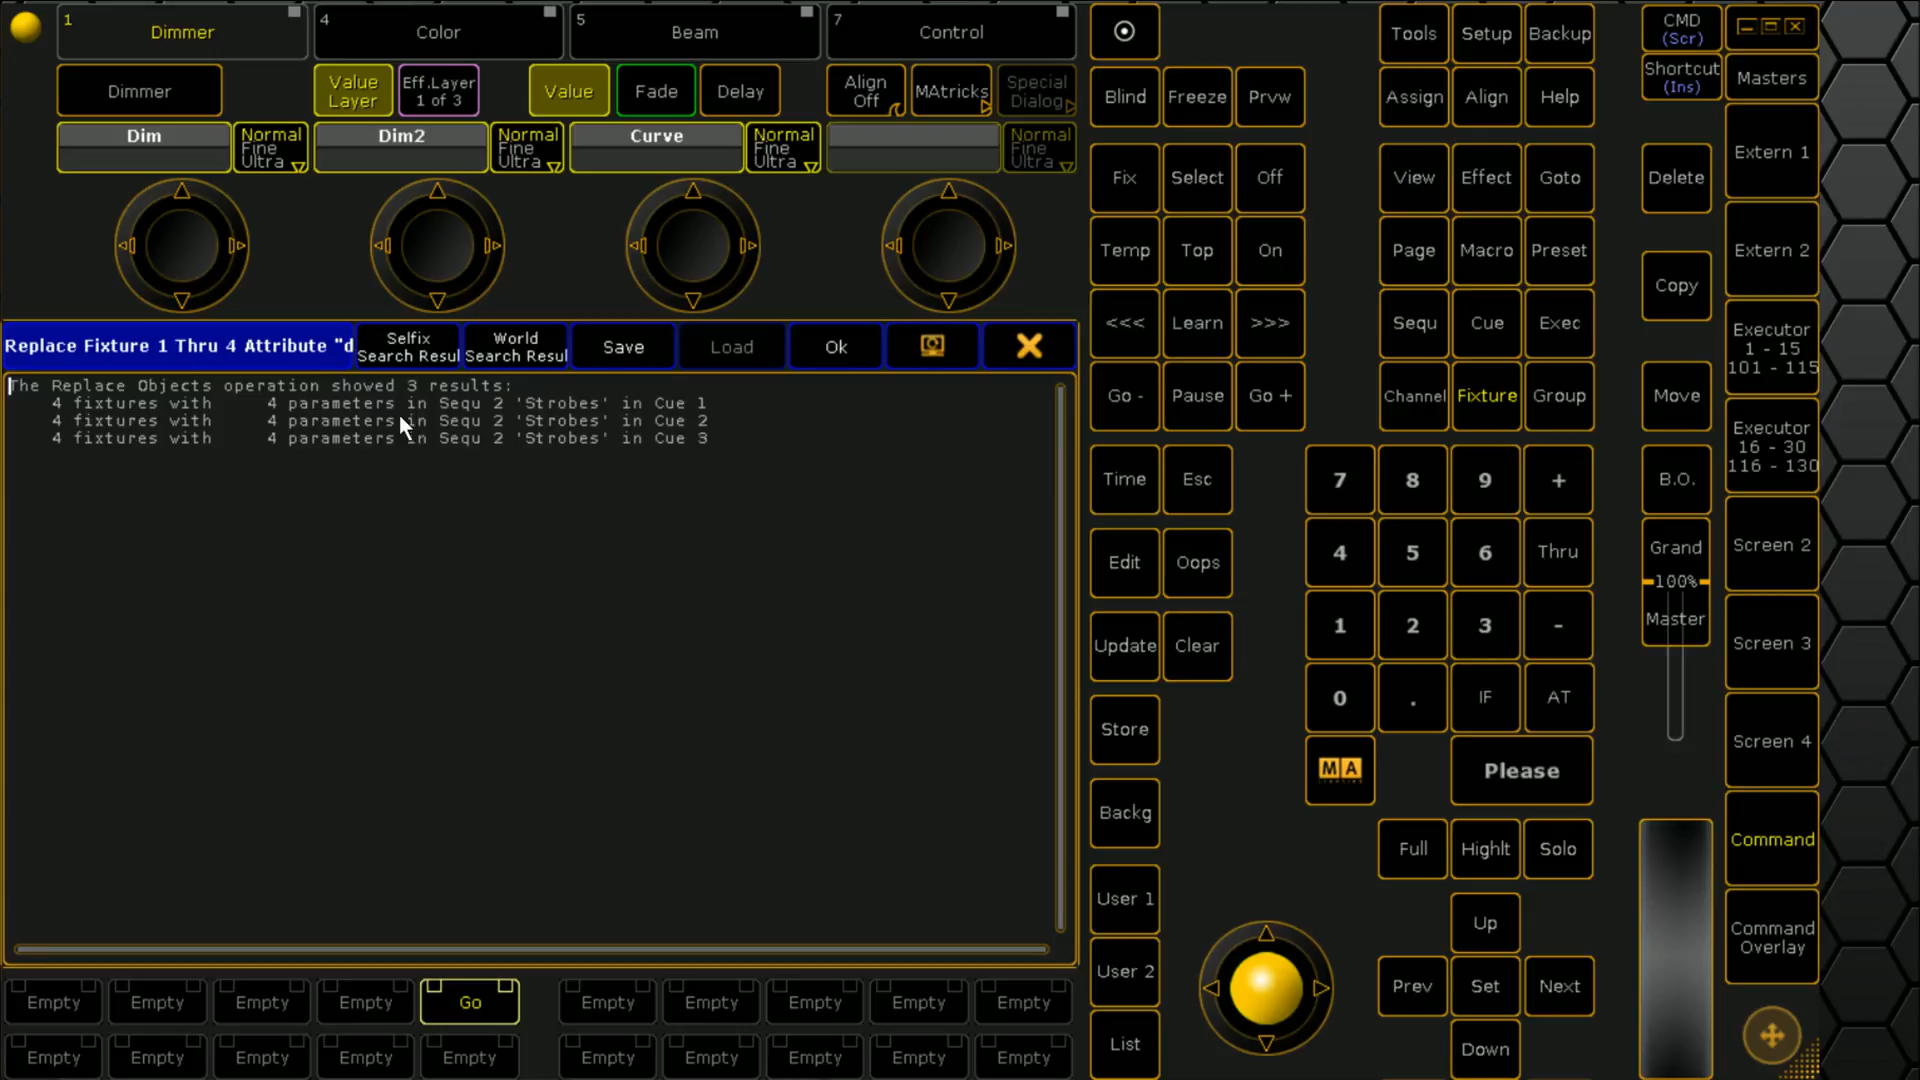 1 Dimmer
4 Color
5 Beam
7 Control
Dimmer
Value Layer
Eff.Layer 1 of 3
Value
Fade
Delay
Align Off
MAtricks
Special Dialog
Dim
Normal Fine Ultra
Dim2
Normal Fine Ultra
Curve
Normal Fine Ultra
Normal Fine Ultra
Replace Fixture 1 Thru 4 Attribute "d
Selfix Search Resul
World Search Resul
Save
Load
Ok
The Replace Objects operation showed 3 results:
4 fixtures with 4 parameters in Sequ 2 'Strobes' in Cue 1
4 fixtures with 4 parameters in Sequ 2 'Strobes' in Cue 2
4 fixtures with 4 parameters in Sequ 2 'Strobes' in Cue 3
Empty Empty Empty Empty Go Empty Empty Empty Empty Empty
Empty Empty Empty Empty Empty Empty Empty Empty Empty Empty
Tools Setup Backup
Blind Freeze Prvw Assign Align Help
Fix Select Off View Effect Goto
Temp Top On Page Macro Preset
<<< Learn >>> Sequ Cue Exec
Go - Pause Go + Channel Fixture Group
Time Esc 7 8 9 +
Edit Oops 4 5 6 Thru
Update Clear 1 2 3 -
Store 0 . IF AT
MA Please
Backg Full Highlt Solo
User 1 Up
User 2 Prev Set Next
List Down
CMD (Scr)
Shortcut (Ins)
Delete
Copy
Move
B.O.
Grand
100%
Master
Masters
Extern 1
Extern 2
Executor
1 - 15
101 - 115
Executor
16 - 30
116 - 130
Screen 2
Screen 3
Screen 4
Command
Command Overlay